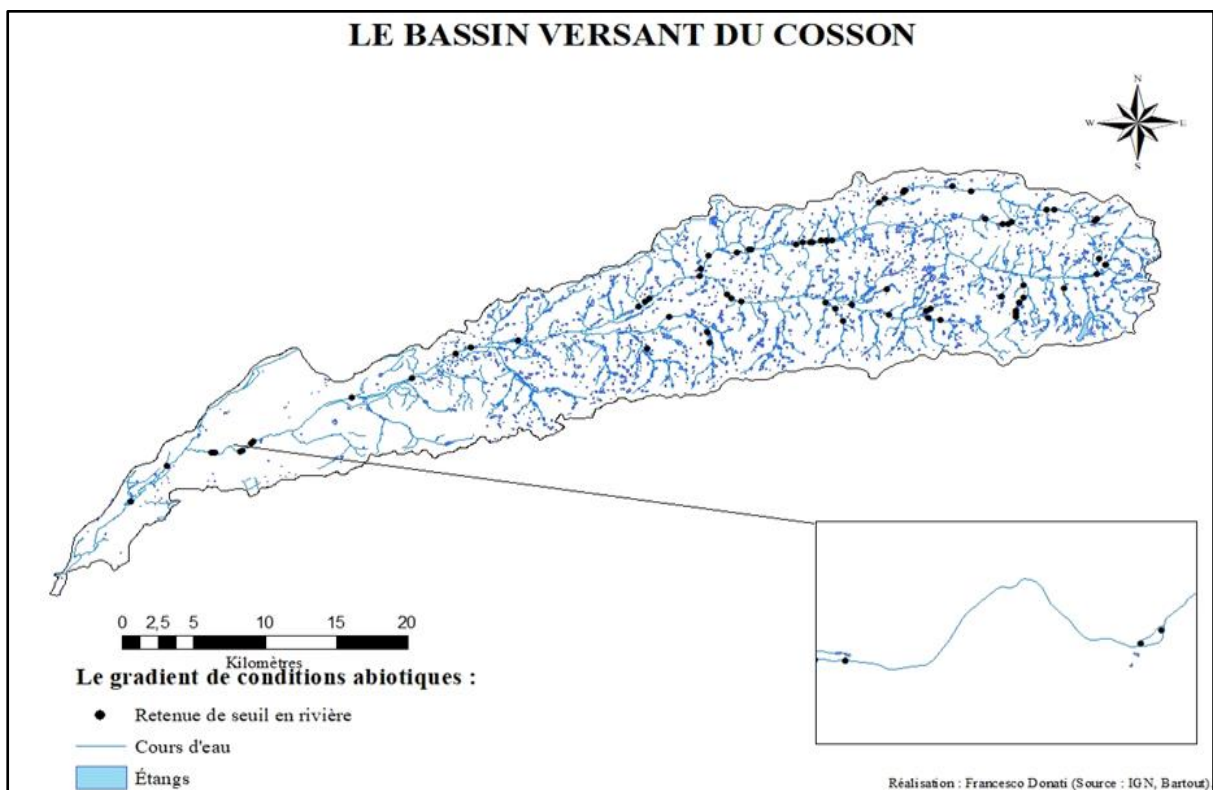 LE BASSIN VERSANT DU COSSON
N
W E
S
0 2,5 5 10 15 20
Kilomètres
Le gradient de conditions abiotiques :
Retenue de seuil en rivière
Cours d'eau
Étangs
Réalisation : Francesco Donati (Source : IGN, Bartout)